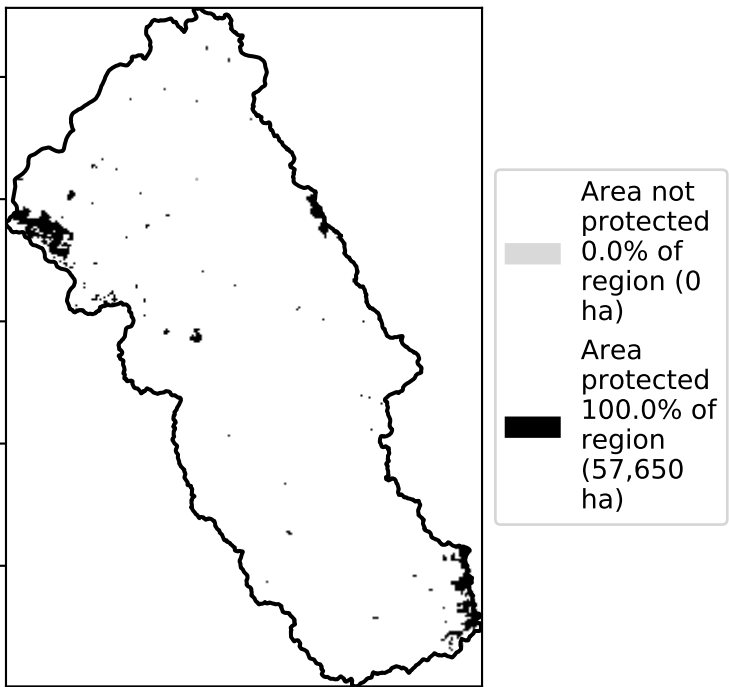 Area not
protected
0.0% of
region (0
ha)
Area
protected
100.0% of
region
(57,650
ha)